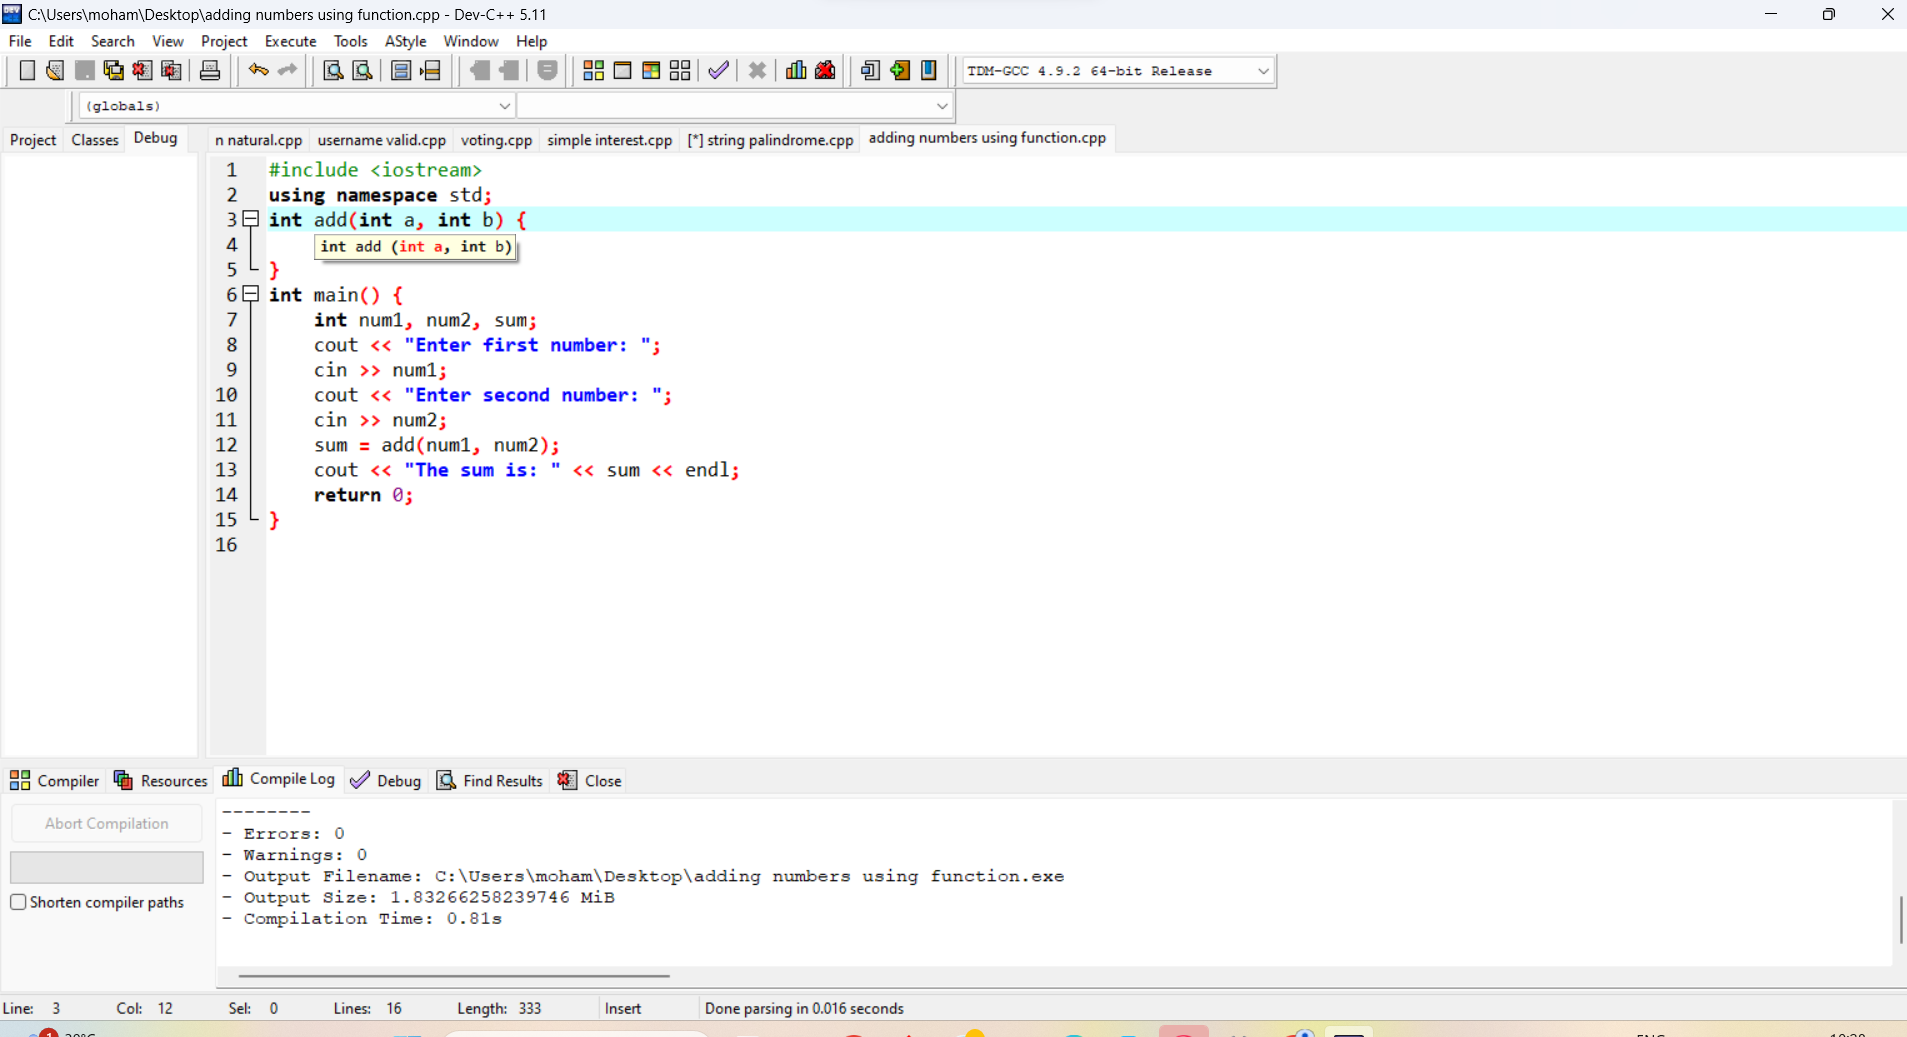 C:\Users\moham\Desktop\adding numbers using function.cpp - Dev-C++ 5.11
File Edit Search View Project Execute Tools AStyle Window Help
TDM-GCC 4.9.2 64-bit Release
(globals)
Project Classes Debug n natural.cpp username valid.cpp voting.cpp simple interest.cpp [*] string palindrome.cpp adding numbers using function.cpp
1 #include <iostream>
2 using namespace std;
3 int add(int a, int b) {
4 int add (int a, int b)
5 }
6 int main() {
7 int num1, num2, sum;
8 cout << "Enter first number: ";
9 cin >> num1;
10 cout << "Enter second number: ";
11 cin >> num2;
12 sum = add(num1, num2);
13 cout << "The sum is: " << sum << endl;
14 return 0;
15 }
16
Compiler Resources Compile Log Debug Find Results Close
Abort Compilation
Shorten compiler paths
--------
- Errors: 0
- Warnings: 0
- Output Filename: C:\Users\moham\Desktop\adding numbers using function.exe
- Output Size: 1.83266258239746 MiB
- Compilation Time: 0.81s
Line: 3 Col: 12 Sel: 0 Lines: 16 Length: 333 Insert Done parsing in 0.016 seconds